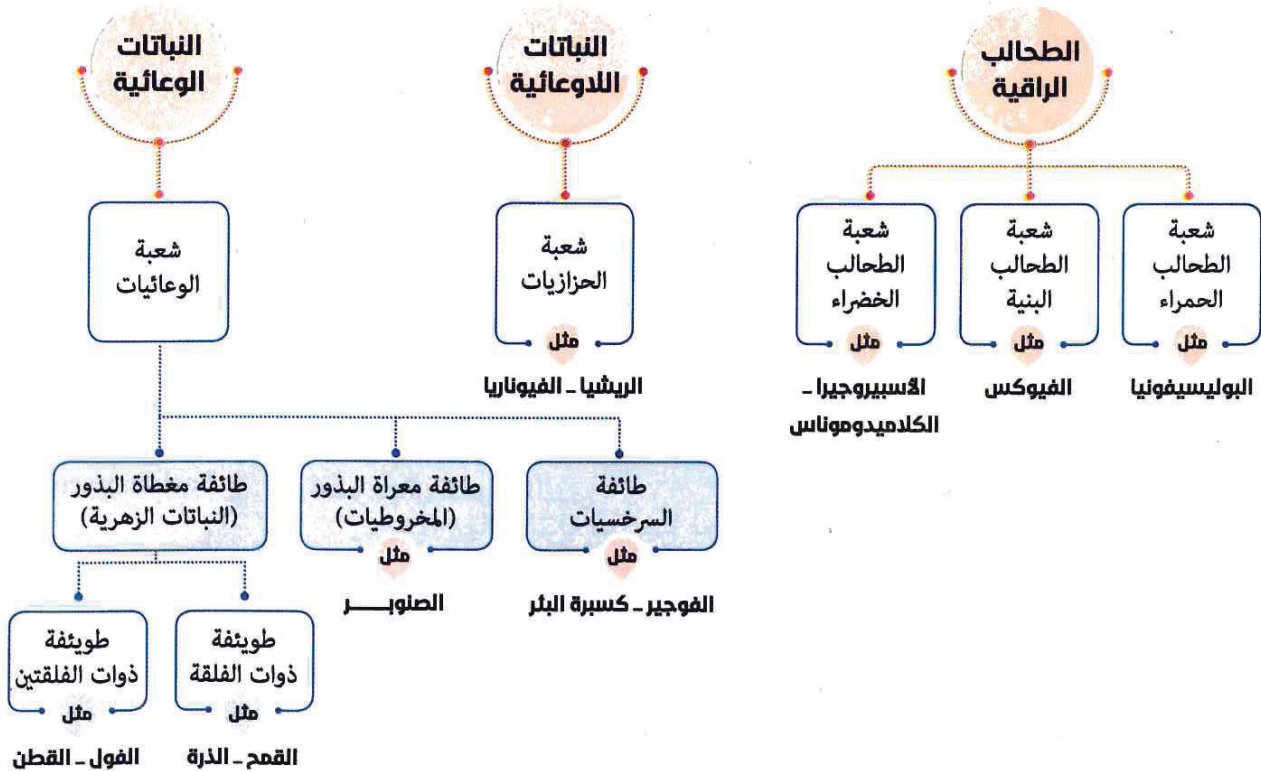 الطحالب
الراقية
شعبة
الطحالب
الحمراء
مثل
البوليسيفونيا
شعبة
الطحالب
البنية
مثل
الفيوكس
شعبة
الطحالب
الخضراء
مثل
الأسبيروجيرا ـ
الكلاميدوموناس
النباتات
اللاوعائية
شعبة
الحزازيات
مثل
الريشيا ـ الفيوناريا
النباتات
الوعائية
شعبة
الوعائيات
طائفة
السرخسيات
مثل
الفوجير ـ كسبرة البئر
طائفة معراة البذور
(المخروطيات)
مثل
الصنوبـــــر
طائفة مغطاة البذور
(النباتات الزهرية)
طويئفة
ذوات الفلقة
مثل
القمح ـ الذرة
طويئفة
ذوات الفلقتين
مثل
الفول ـ القطن